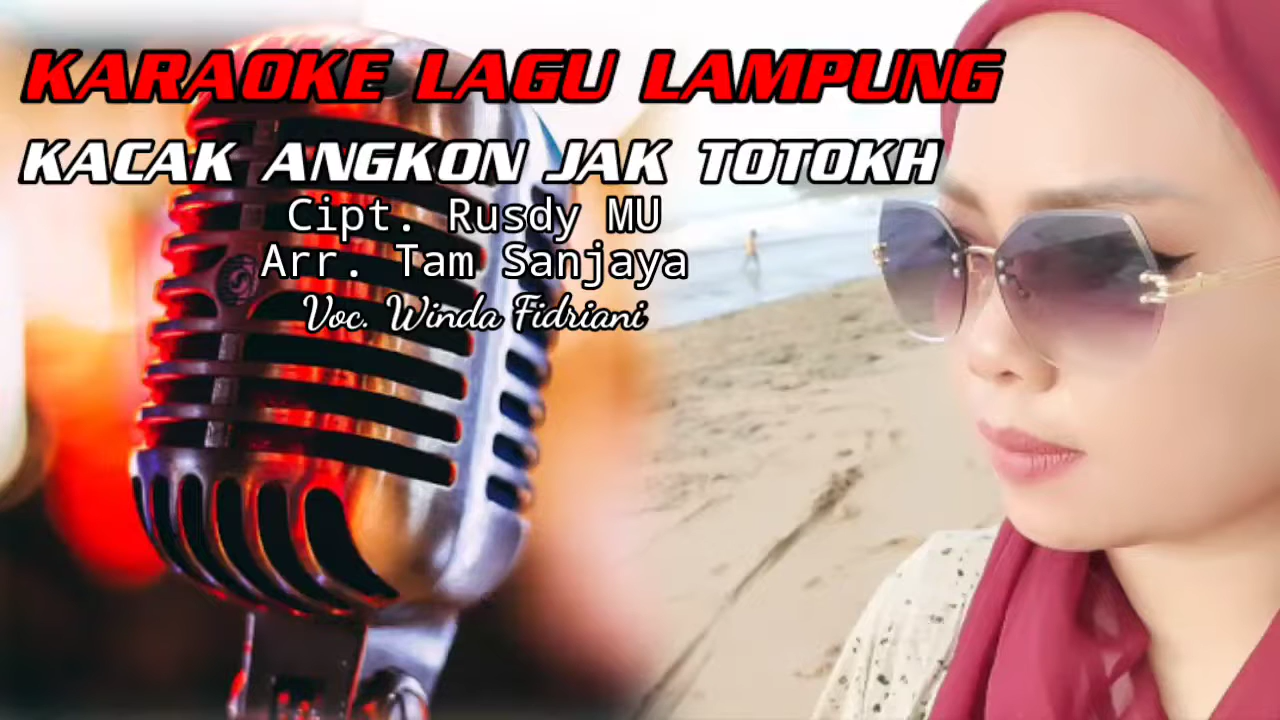 KARAOKE LAGU LAMPUNG
KACAK ANGKON JAK TOTOKH
Cipt. Rusdy MU
Arr. Tam Sanjaya
Voc. Winda Fidriani